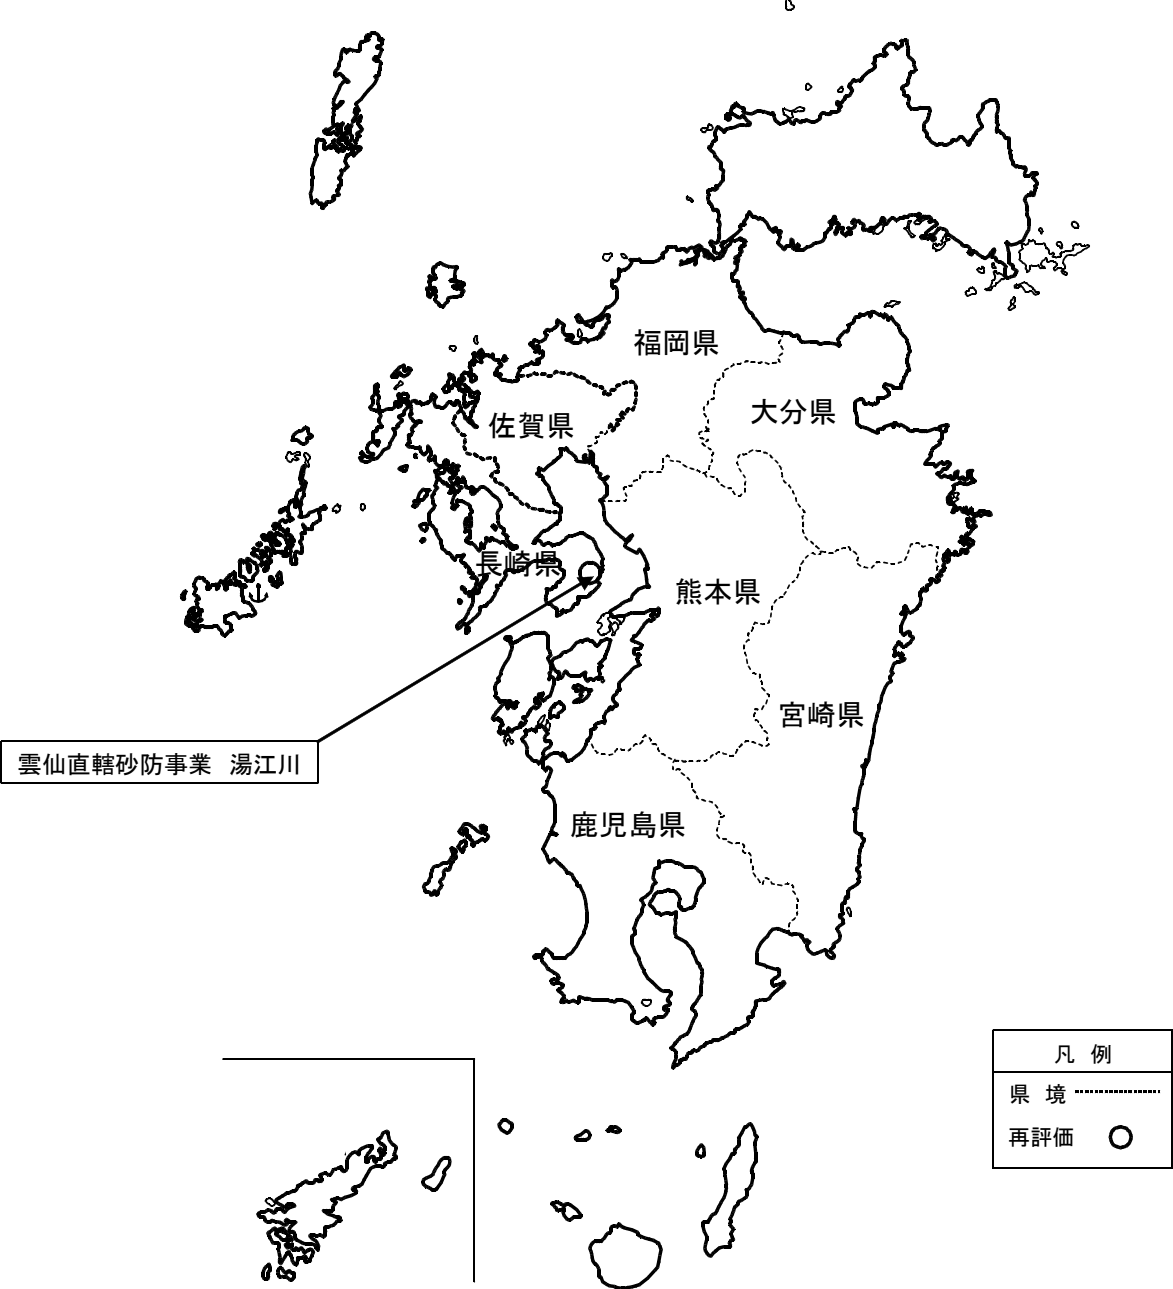 福岡県
大分県
佐賀県
長崎県
熊本県
宮崎県
雲仙直轄砂防事業　湯江川
鹿児島県
凡　例
県　境
再評価